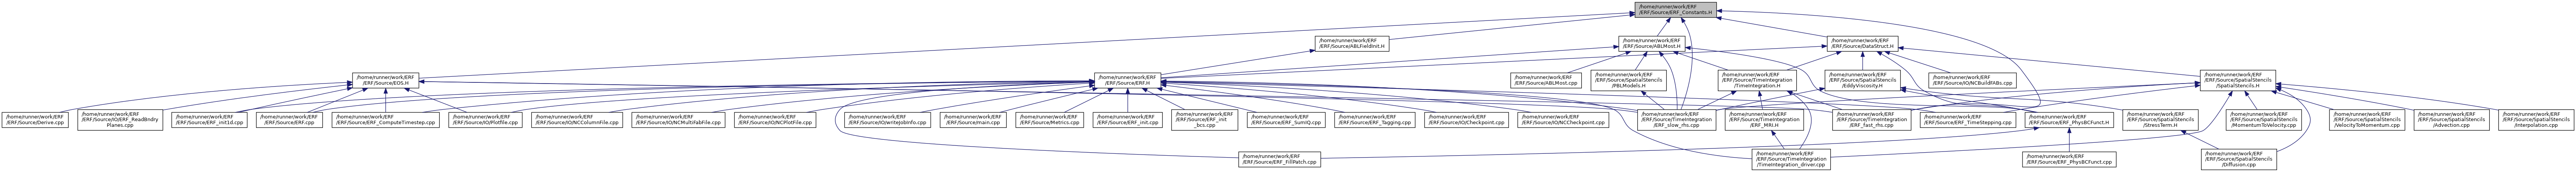 /home/runner/work/ERF
/ERF/Source/ERF_Constants.H
/home/runner/work/ERF
/ERF/Source/ABLFieldInit.H
/home/runner/work/ERF
/ERF/Source/ABLMost.H
/home/runner/work/ERF
/ERF/Source/DataStruct.H
/home/runner/work/ERF
/ERF/Source/EOS.H
/home/runner/work/ERF
/ERF/Source/ERF.H
/home/runner/work/ERF
/ERF/Source/ABLMost.cpp
/home/runner/work/ERF
/ERF/Source/SpatialStencils
/PBLModels.H
/home/runner/work/ERF
/ERF/Source/TimeIntegration
/TimeIntegration.H
/home/runner/work/ERF
/ERF/Source/SpatialStencils
/EddyViscosity.H
/home/runner/work/ERF
/ERF/Source/IO/NCBuildFABs.cpp
/home/runner/work/ERF
/ERF/Source/SpatialStencils
/SpatialStencils.H
/home/runner/work/ERF
/ERF/Source/Derive.cpp
/home/runner/work/ERF
/ERF/Source/IO/ERF_ReadBndry
Planes.cpp
/home/runner/work/ERF
/ERF/Source/ERF_init1d.cpp
/home/runner/work/ERF
/ERF/Source/ERF.cpp
/home/runner/work/ERF
/ERF/Source/ERF_ComputeTimestep.cpp
/home/runner/work/ERF
/ERF/Source/IO/Plotfile.cpp
/home/runner/work/ERF
/ERF/Source/IO/NCColumnFile.cpp
/home/runner/work/ERF
/ERF/Source/IO/NCMultiFabFile.cpp
/home/runner/work/ERF
/ERF/Source/IO/NCPlotFile.cpp
/home/runner/work/ERF
/ERF/Source/IO/writeJobInfo.cpp
/home/runner/work/ERF
/ERF/Source/main.cpp
/home/runner/work/ERF
/ERF/Source/Metrics.cpp
/home/runner/work/ERF
/ERF/Source/ERF_init.cpp
/home/runner/work/ERF
/ERF/Source/ERF_init
_bcs.cpp
/home/runner/work/ERF
/ERF/Source/ERF_SumIQ.cpp
/home/runner/work/ERF
/ERF/Source/ERF_Tagging.cpp
/home/runner/work/ERF
/ERF/Source/IO/Checkpoint.cpp
/home/runner/work/ERF
/ERF/Source/IO/NCCheckpoint.cpp
/home/runner/work/ERF
/ERF/Source/TimeIntegration
/ERF_slow_rhs.cpp
/home/runner/work/ERF
/ERF/Source/TimeIntegration
/ERF_MRI.H
/home/runner/work/ERF
/ERF/Source/TimeIntegration
/ERF_fast_rhs.cpp
/home/runner/work/ERF
/ERF/Source/ERF_TimeStepping.cpp
/home/runner/work/ERF
/ERF/Source/ERF_PhysBCFunct.H
/home/runner/work/ERF
/ERF/Source/SpatialStencils
/StressTerm.H
/home/runner/work/ERF
/ERF/Source/SpatialStencils
/MomentumToVelocity.cpp
/home/runner/work/ERF
/ERF/Source/SpatialStencils
/VelocityToMomentum.cpp
/home/runner/work/ERF
/ERF/Source/SpatialStencils
/Advection.cpp
/home/runner/work/ERF
/ERF/Source/SpatialStencils
/Interpolation.cpp
/home/runner/work/ERF
/ERF/Source/ERF_FillPatch.cpp
/home/runner/work/ERF
/ERF/Source/TimeIntegration
/TimeIntegration_driver.cpp
/home/runner/work/ERF
/ERF/Source/ERF_PhysBCFunct.cpp
/home/runner/work/ERF
/ERF/Source/SpatialStencils
/Diffusion.cpp